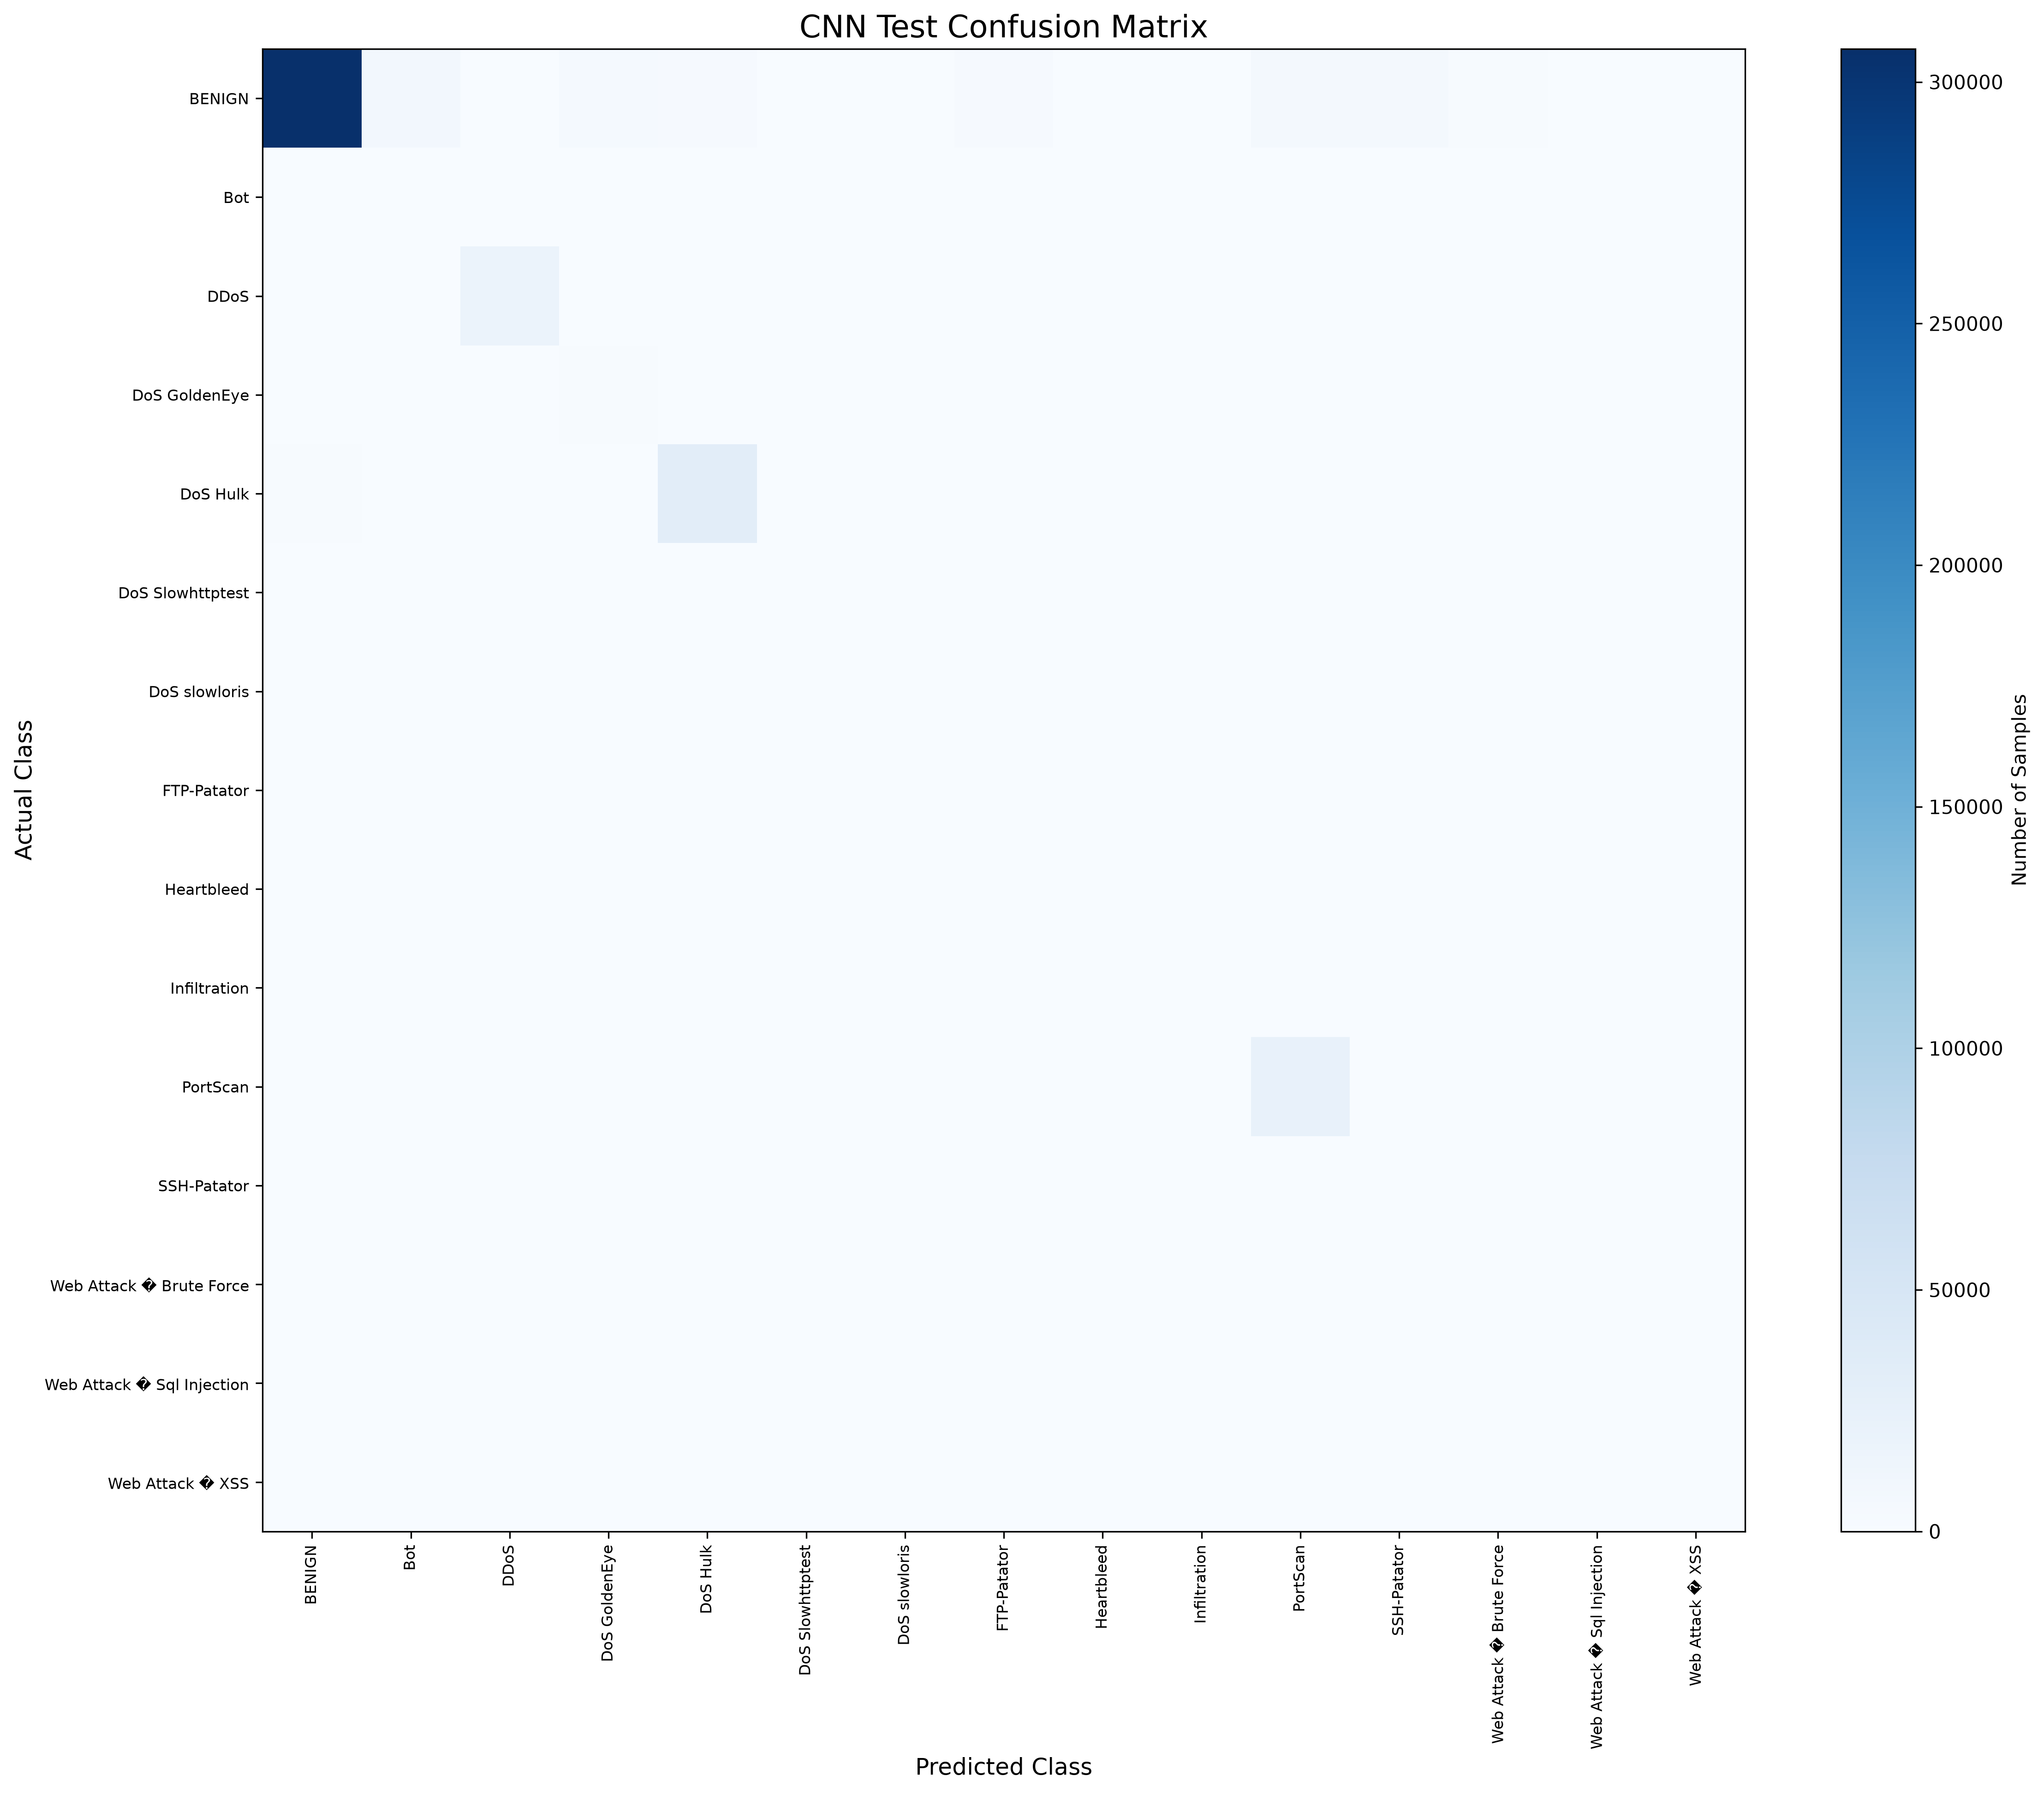 CNN Test Confusion Matrix
BENIGN
Bot
DDoS
DoS GoldenEye
DoS Hulk
DoS Slowhttptest
DoS slowloris
FTP-Patator
Heartbleed
Infiltration
PortScan
SSH-Patator
Web Attack � Brute Force
Web Attack � Sql Injection
Web Attack � XSS
Actual Class
BENIGN
Bot
DDoS
DoS GoldenEye
DoS Hulk
DoS Slowhttptest
DoS slowloris
FTP-Patator
Heartbleed
Infiltration
PortScan
SSH-Patator
Web Attack � Brute Force
Web Attack � Sql Injection
Web Attack � XSS
Predicted Class
300000
250000
200000
150000
100000
50000
0
Number of Samples